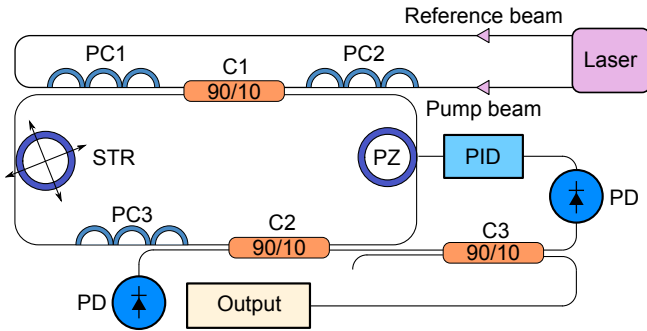 Reference beam
PC1
C1
PC2
Laser
90/10
Pump beam
STR
PZ
PID
PD
PC3
C2
C3
90/10
90/10
PD
Output